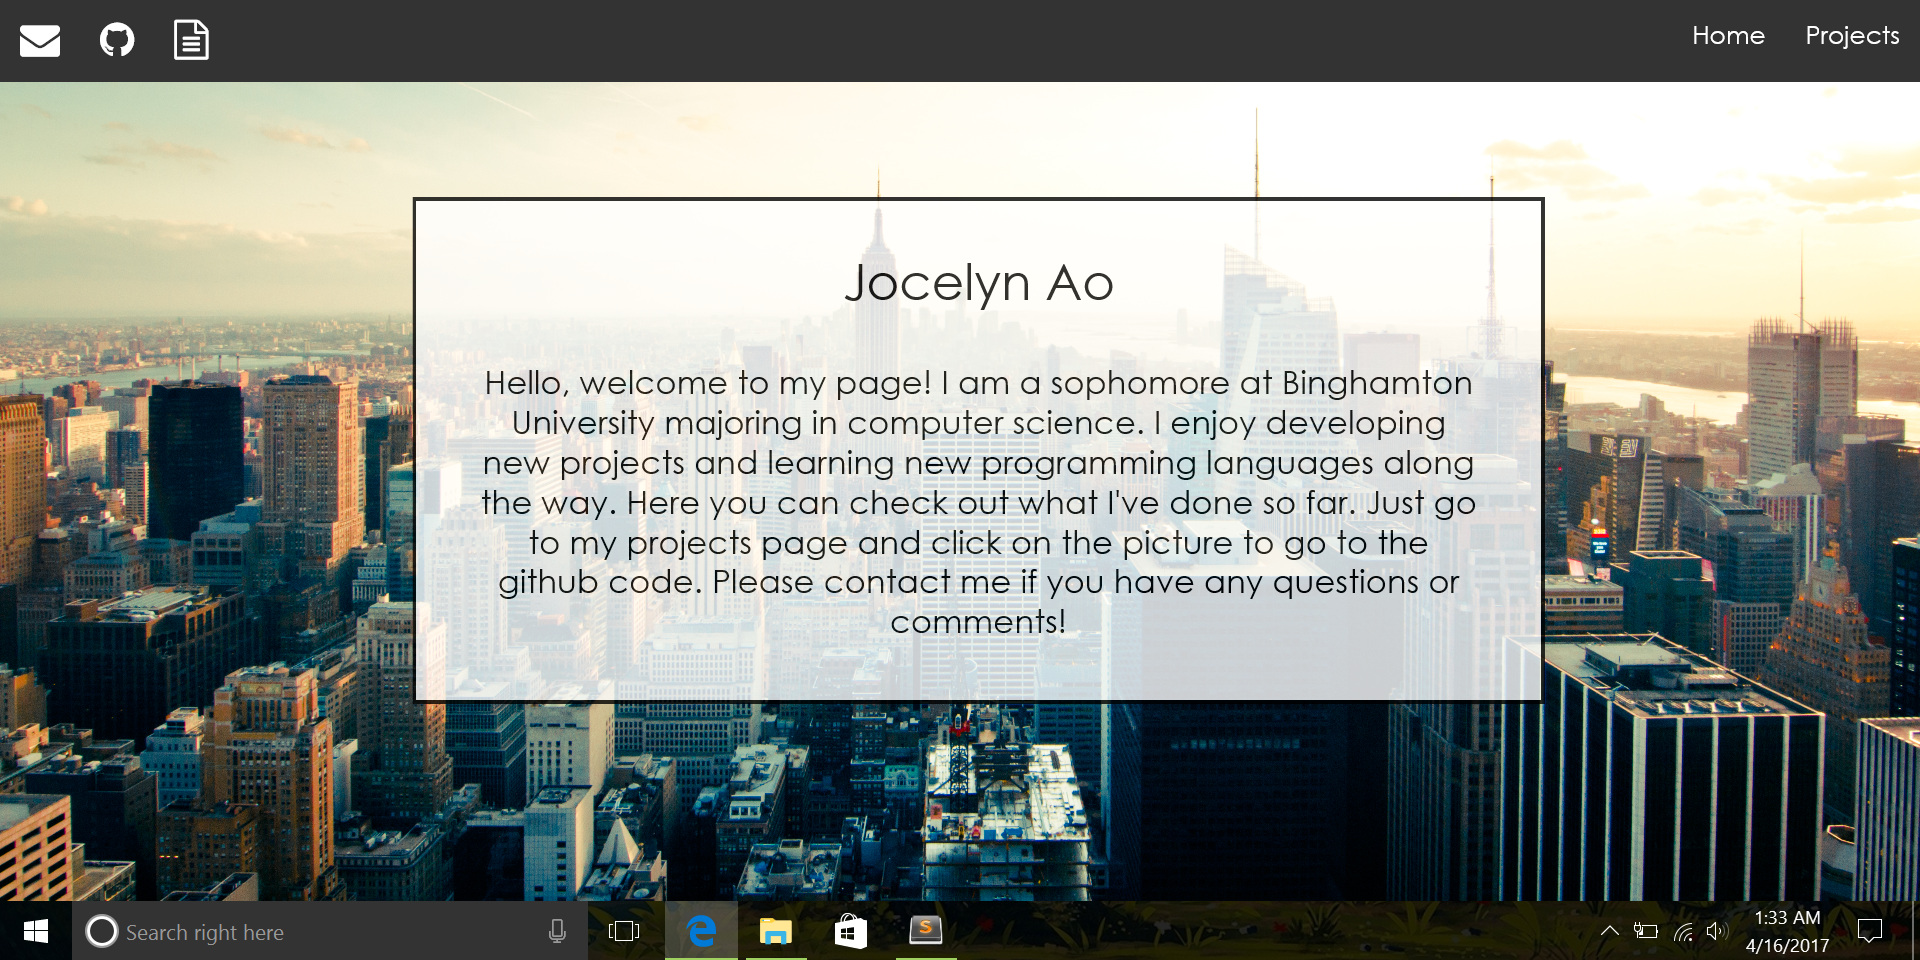 Home Projects
Jocelyn Ao
Hello, welcome to my page! I am a sophomore at Binghamton
University majoring in computer science. I enjoy developing
new projects and learning new programming languages along
the way. Here you can check out what I've done so far. Just go
to my projects page and click on the picture to go to the
github code. Please contact me if you have any questions or
comments!
Search right here
S
1:33 AM
4/16/2017